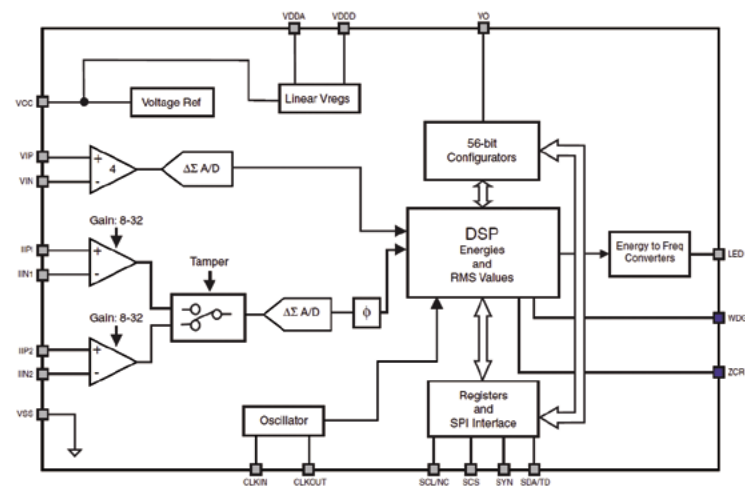 VDDA
VDDD
YO
VCC
Voltage Ref
Linear Vregs
56-bit
Configurators
VIP
VIN
+
-
4
ΔΣ A/D
Gain: 8-32
IIPI
IIN1
+
-
Tamper
DSP
Energies
and
RMS Values
Energy to Freq
Converters
LED
ΔΣ A/D
ϕ
Gain: 8-32
IIP2
IIN2
+
-
WDG
ZCR
VSS
Oscillator
Registers
and
SPI Interface
CLKIN
CLKOUT
SCL/NC
SCS
SYN
SDA/TD